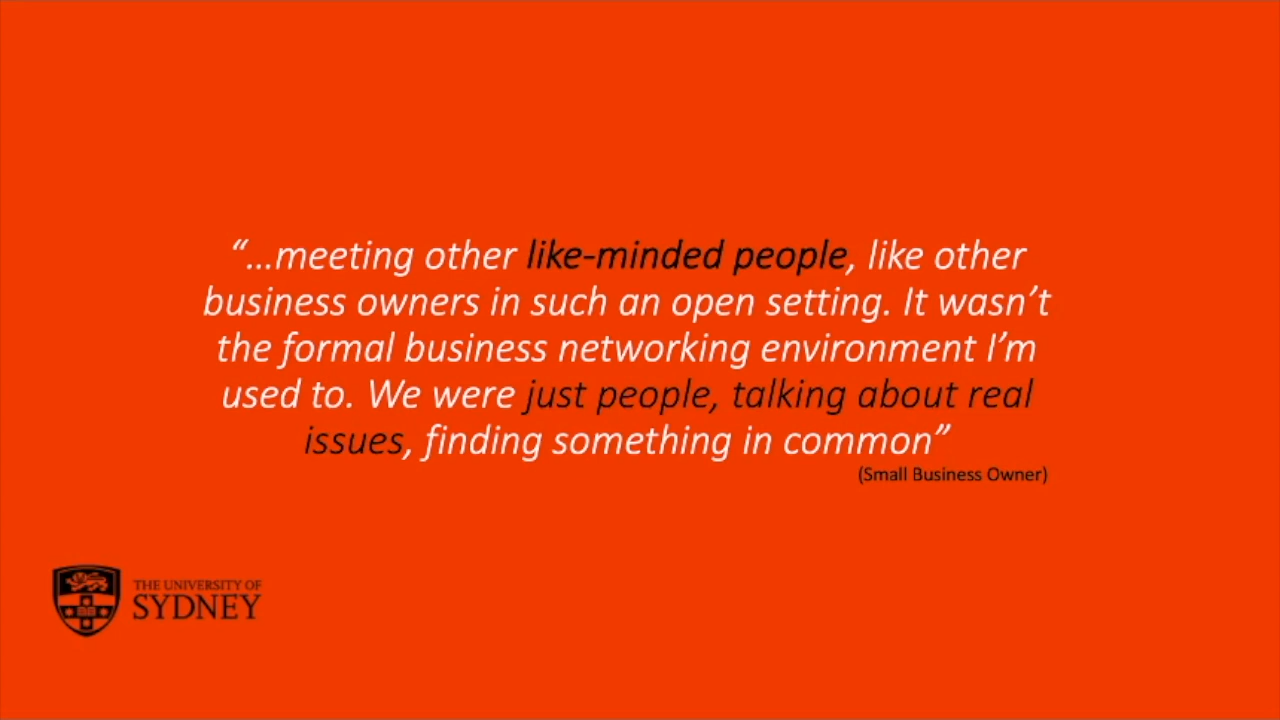 “...meeting other like-minded people, like other
business owners in such an open setting. It wasn’t
the formal business networking environment I’m
used to. We were just people, talking about real
issues, finding something in common”
(Small Business Owner)
THE UNIVERSITY OF
SYDNEY